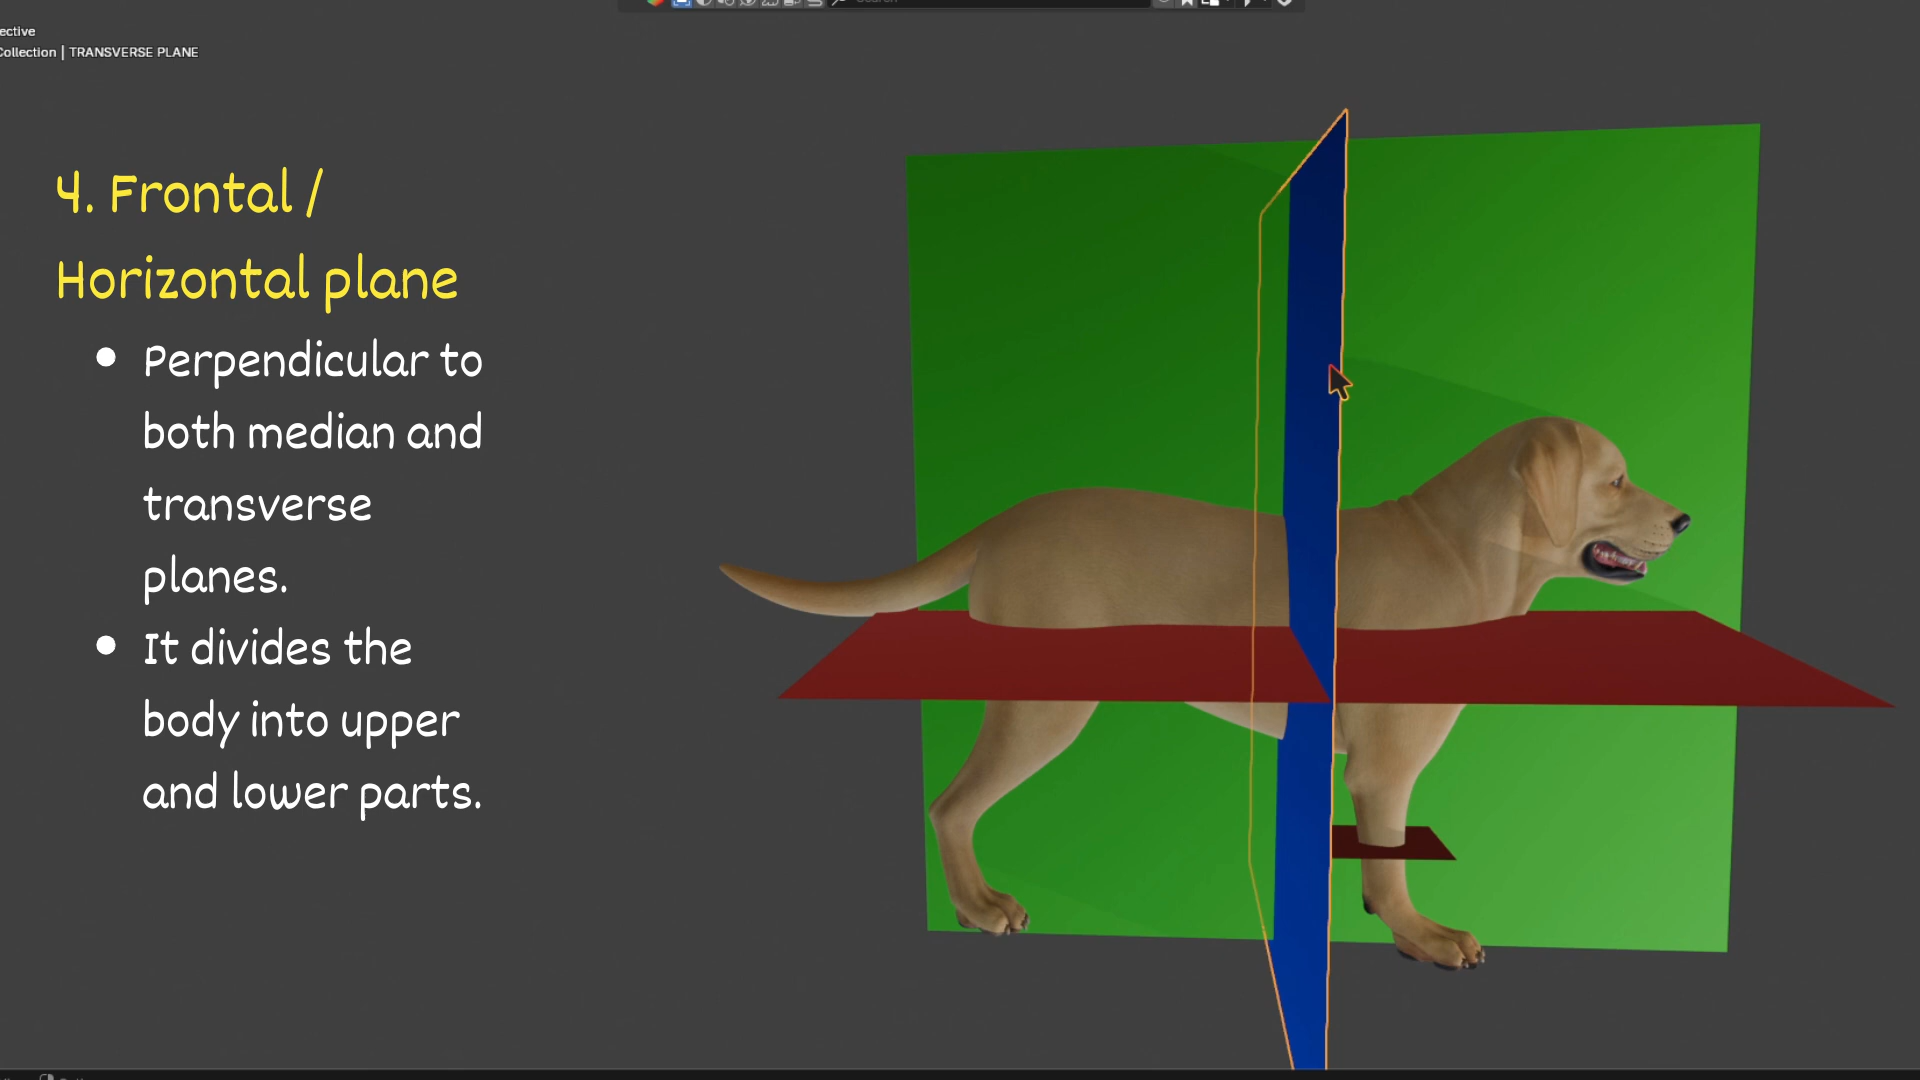 ective
Collection | TRANSVERSE PLANE
4. Frontal /
Horizontal plane
• Perpendicular to
both median and
transverse
planes.
• It divides the
body into upper
and lower parts.